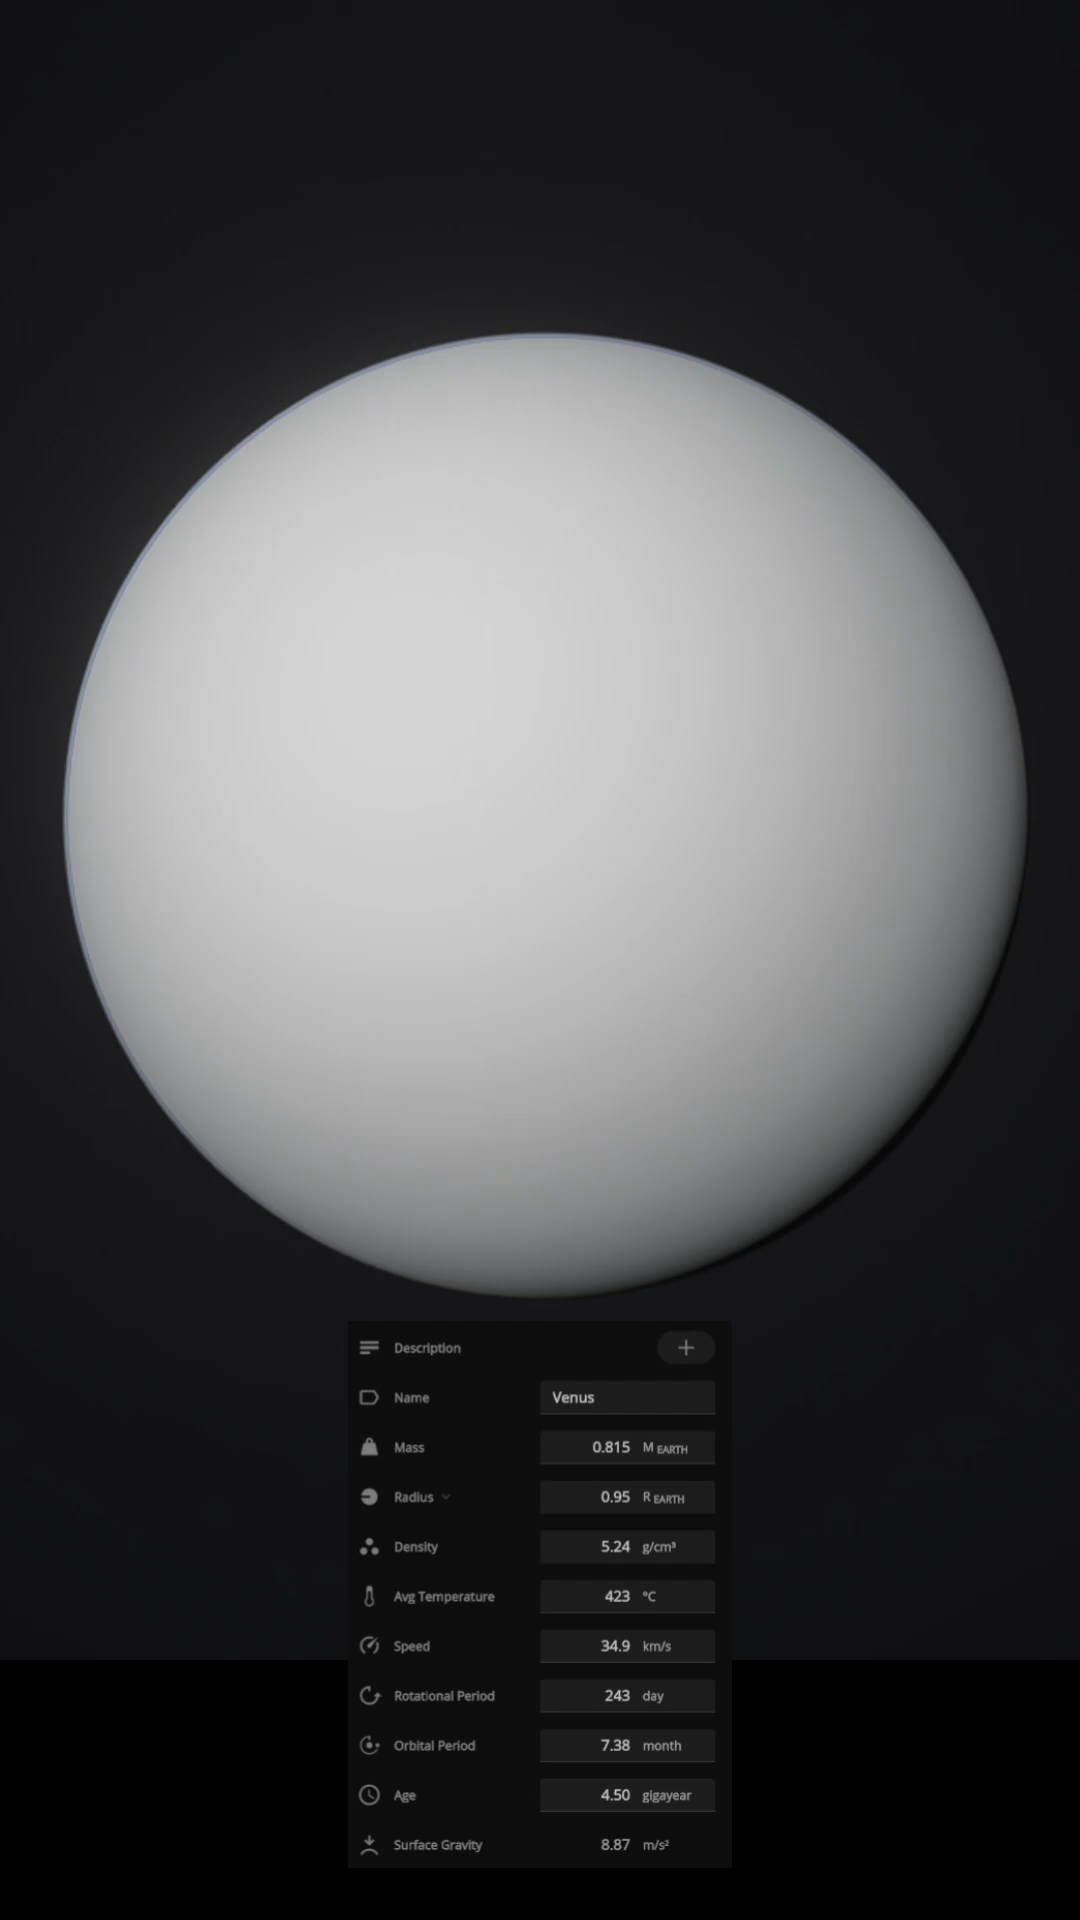 Description
Name Venus
Mass 0.815 M EARTH
Radius 0.95 R EARTH
Density 5.24 g/cm³
Avg Temperature 423 °C
Speed 34.9 km/s
Rotational Period 243 day
Orbital Period 7.38 month
Age 4.50 gigayear
Surface Gravity 8.87 m/s²